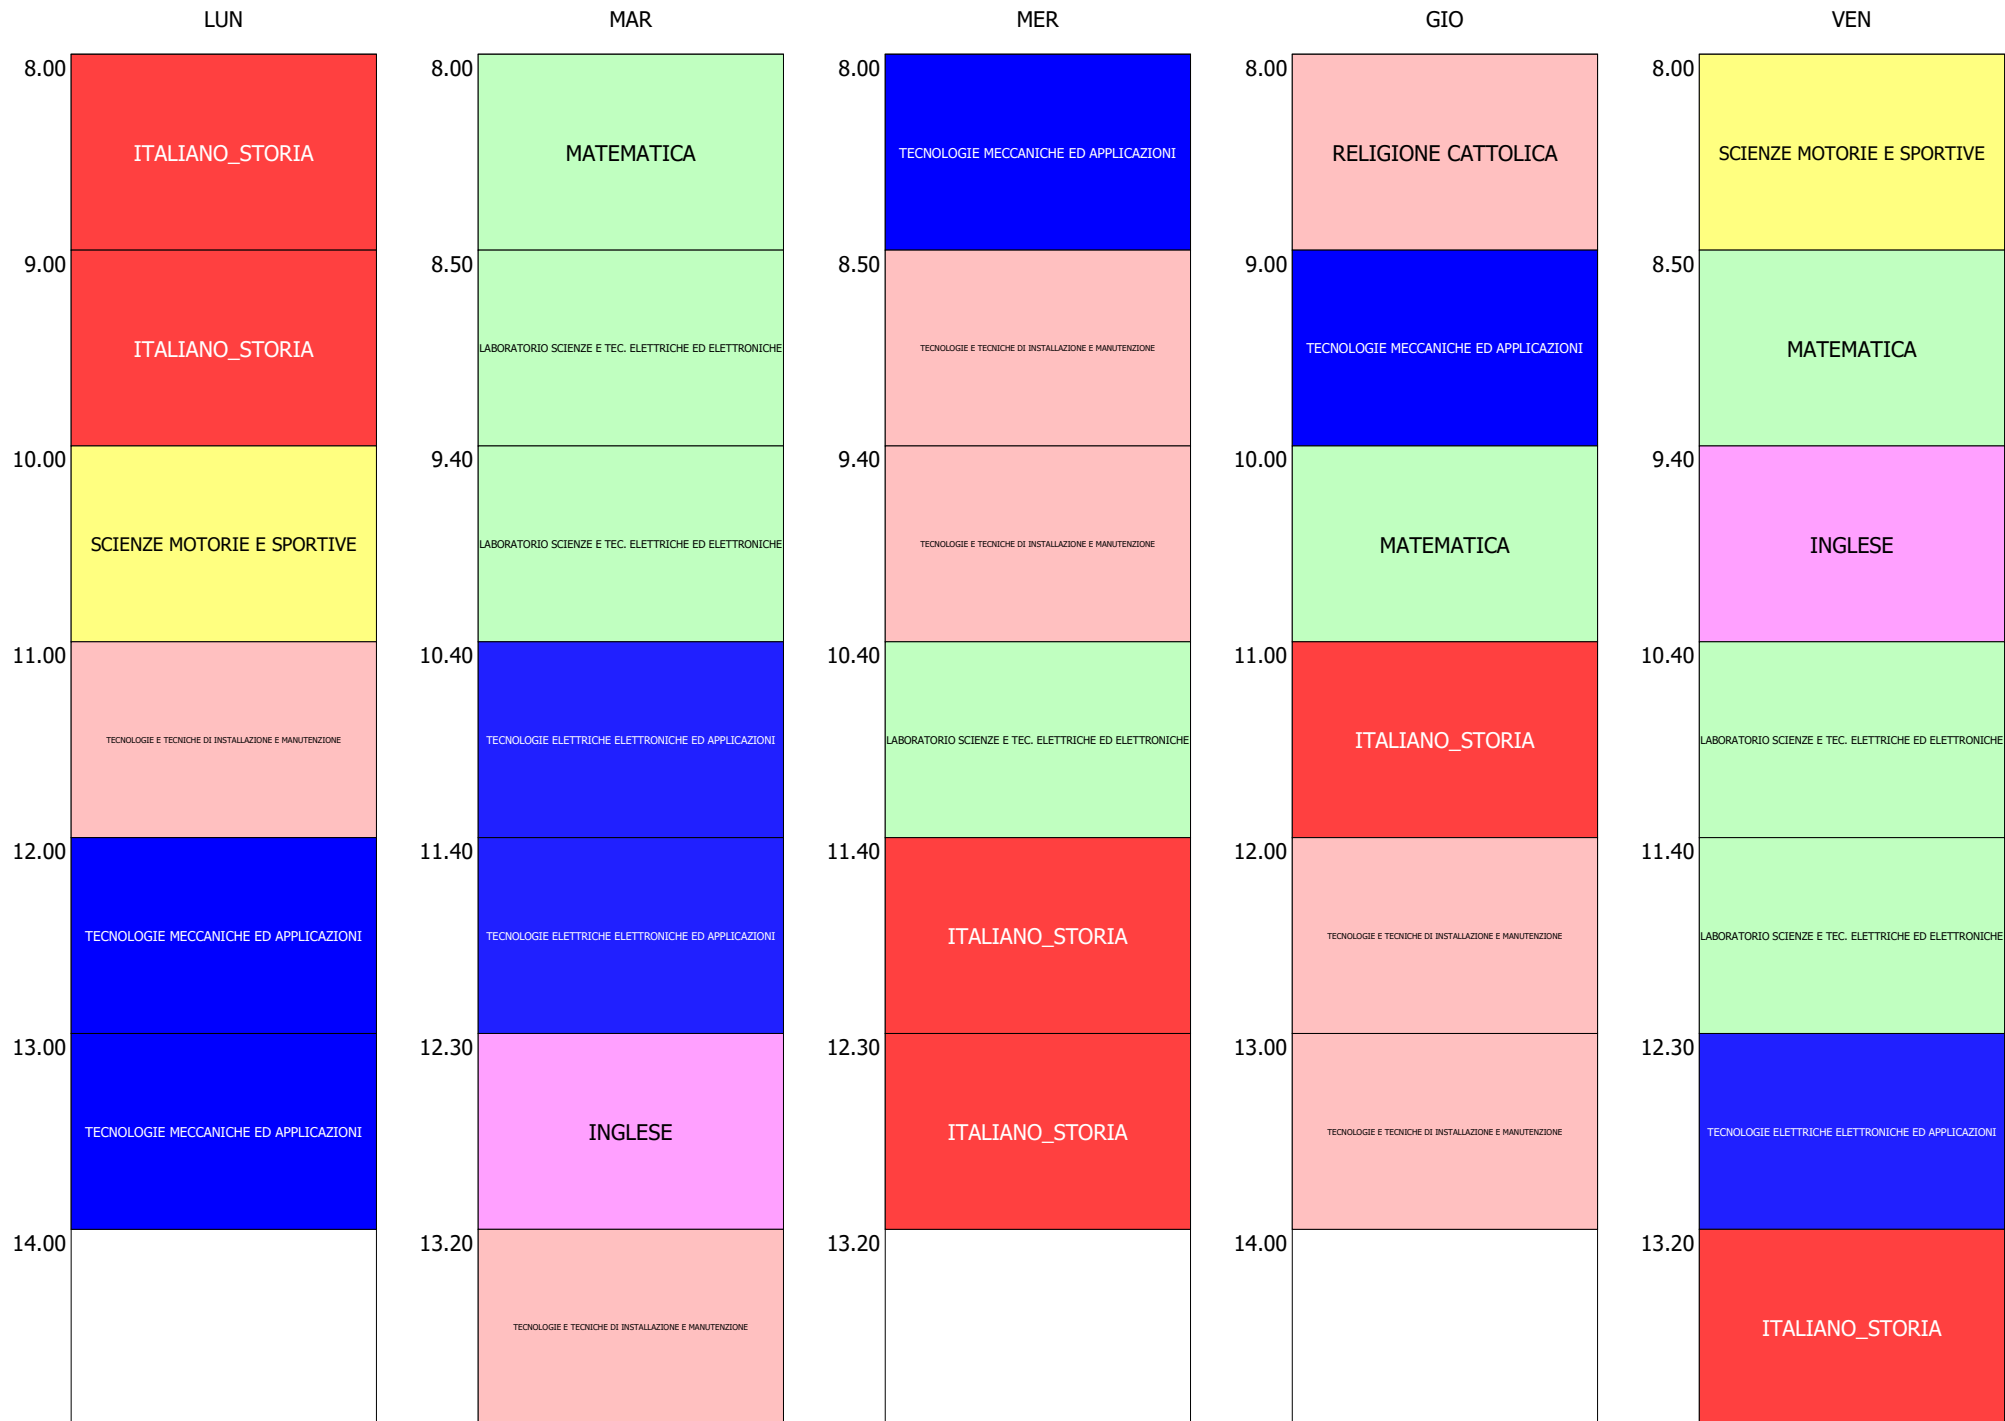 LUN MAR MER GIO VEN
8.00 ITALIANO_STORIA 8.00 MATEMATICA 8.00 TECNOLOGIE MECCANICHE ED APPLICAZIONI 8.00 RELIGIONE CATTOLICA 8.00 SCIENZE MOTORIE E SPORTIVE
9.00 ITALIANO_STORIA 8.50 LABORATORIO SCIENZE E TEC. ELETTRICHE ED ELETTRONICHE 8.50 TECNOLOGIE E TECNICHE DI INSTALLAZIONE E MANUTENZIONE 9.00 TECNOLOGIE MECCANICHE ED APPLICAZIONI 8.50 MATEMATICA
10.00 SCIENZE MOTORIE E SPORTIVE 9.40 LABORATORIO SCIENZE E TEC. ELETTRICHE ED ELETTRONICHE 9.40 TECNOLOGIE E TECNICHE DI INSTALLAZIONE E MANUTENZIONE 10.00 MATEMATICA 9.40 INGLESE
11.00 TECNOLOGIE E TECNICHE DI INSTALLAZIONE E MANUTENZIONE 10.40 TECNOLOGIE ELETTRICHE ELETTRONICHE ED APPLICAZIONI 10.40 LABORATORIO SCIENZE E TEC. ELETTRICHE ED ELETTRONICHE 11.00 ITALIANO_STORIA 10.40 LABORATORIO SCIENZE E TEC. ELETTRICHE ED ELETTRONICHE
12.00 TECNOLOGIE MECCANICHE ED APPLICAZIONI 11.40 TECNOLOGIE ELETTRICHE ELETTRONICHE ED APPLICAZIONI 11.40 ITALIANO_STORIA 12.00 TECNOLOGIE E TECNICHE DI INSTALLAZIONE E MANUTENZIONE 11.40 LABORATORIO SCIENZE E TEC. ELETTRICHE ED ELETTRONICHE
13.00 TECNOLOGIE MECCANICHE ED APPLICAZIONI 12.30 INGLESE 12.30 ITALIANO_STORIA 13.00 TECNOLOGIE E TECNICHE DI INSTALLAZIONE E MANUTENZIONE 12.30 TECNOLOGIE ELETTRICHE ELETTRONICHE ED APPLICAZIONI
14.00 13.20 TECNOLOGIE E TECNICHE DI INSTALLAZIONE E MANUTENZIONE 13.20 14.00 13.20 ITALIANO_STORIA